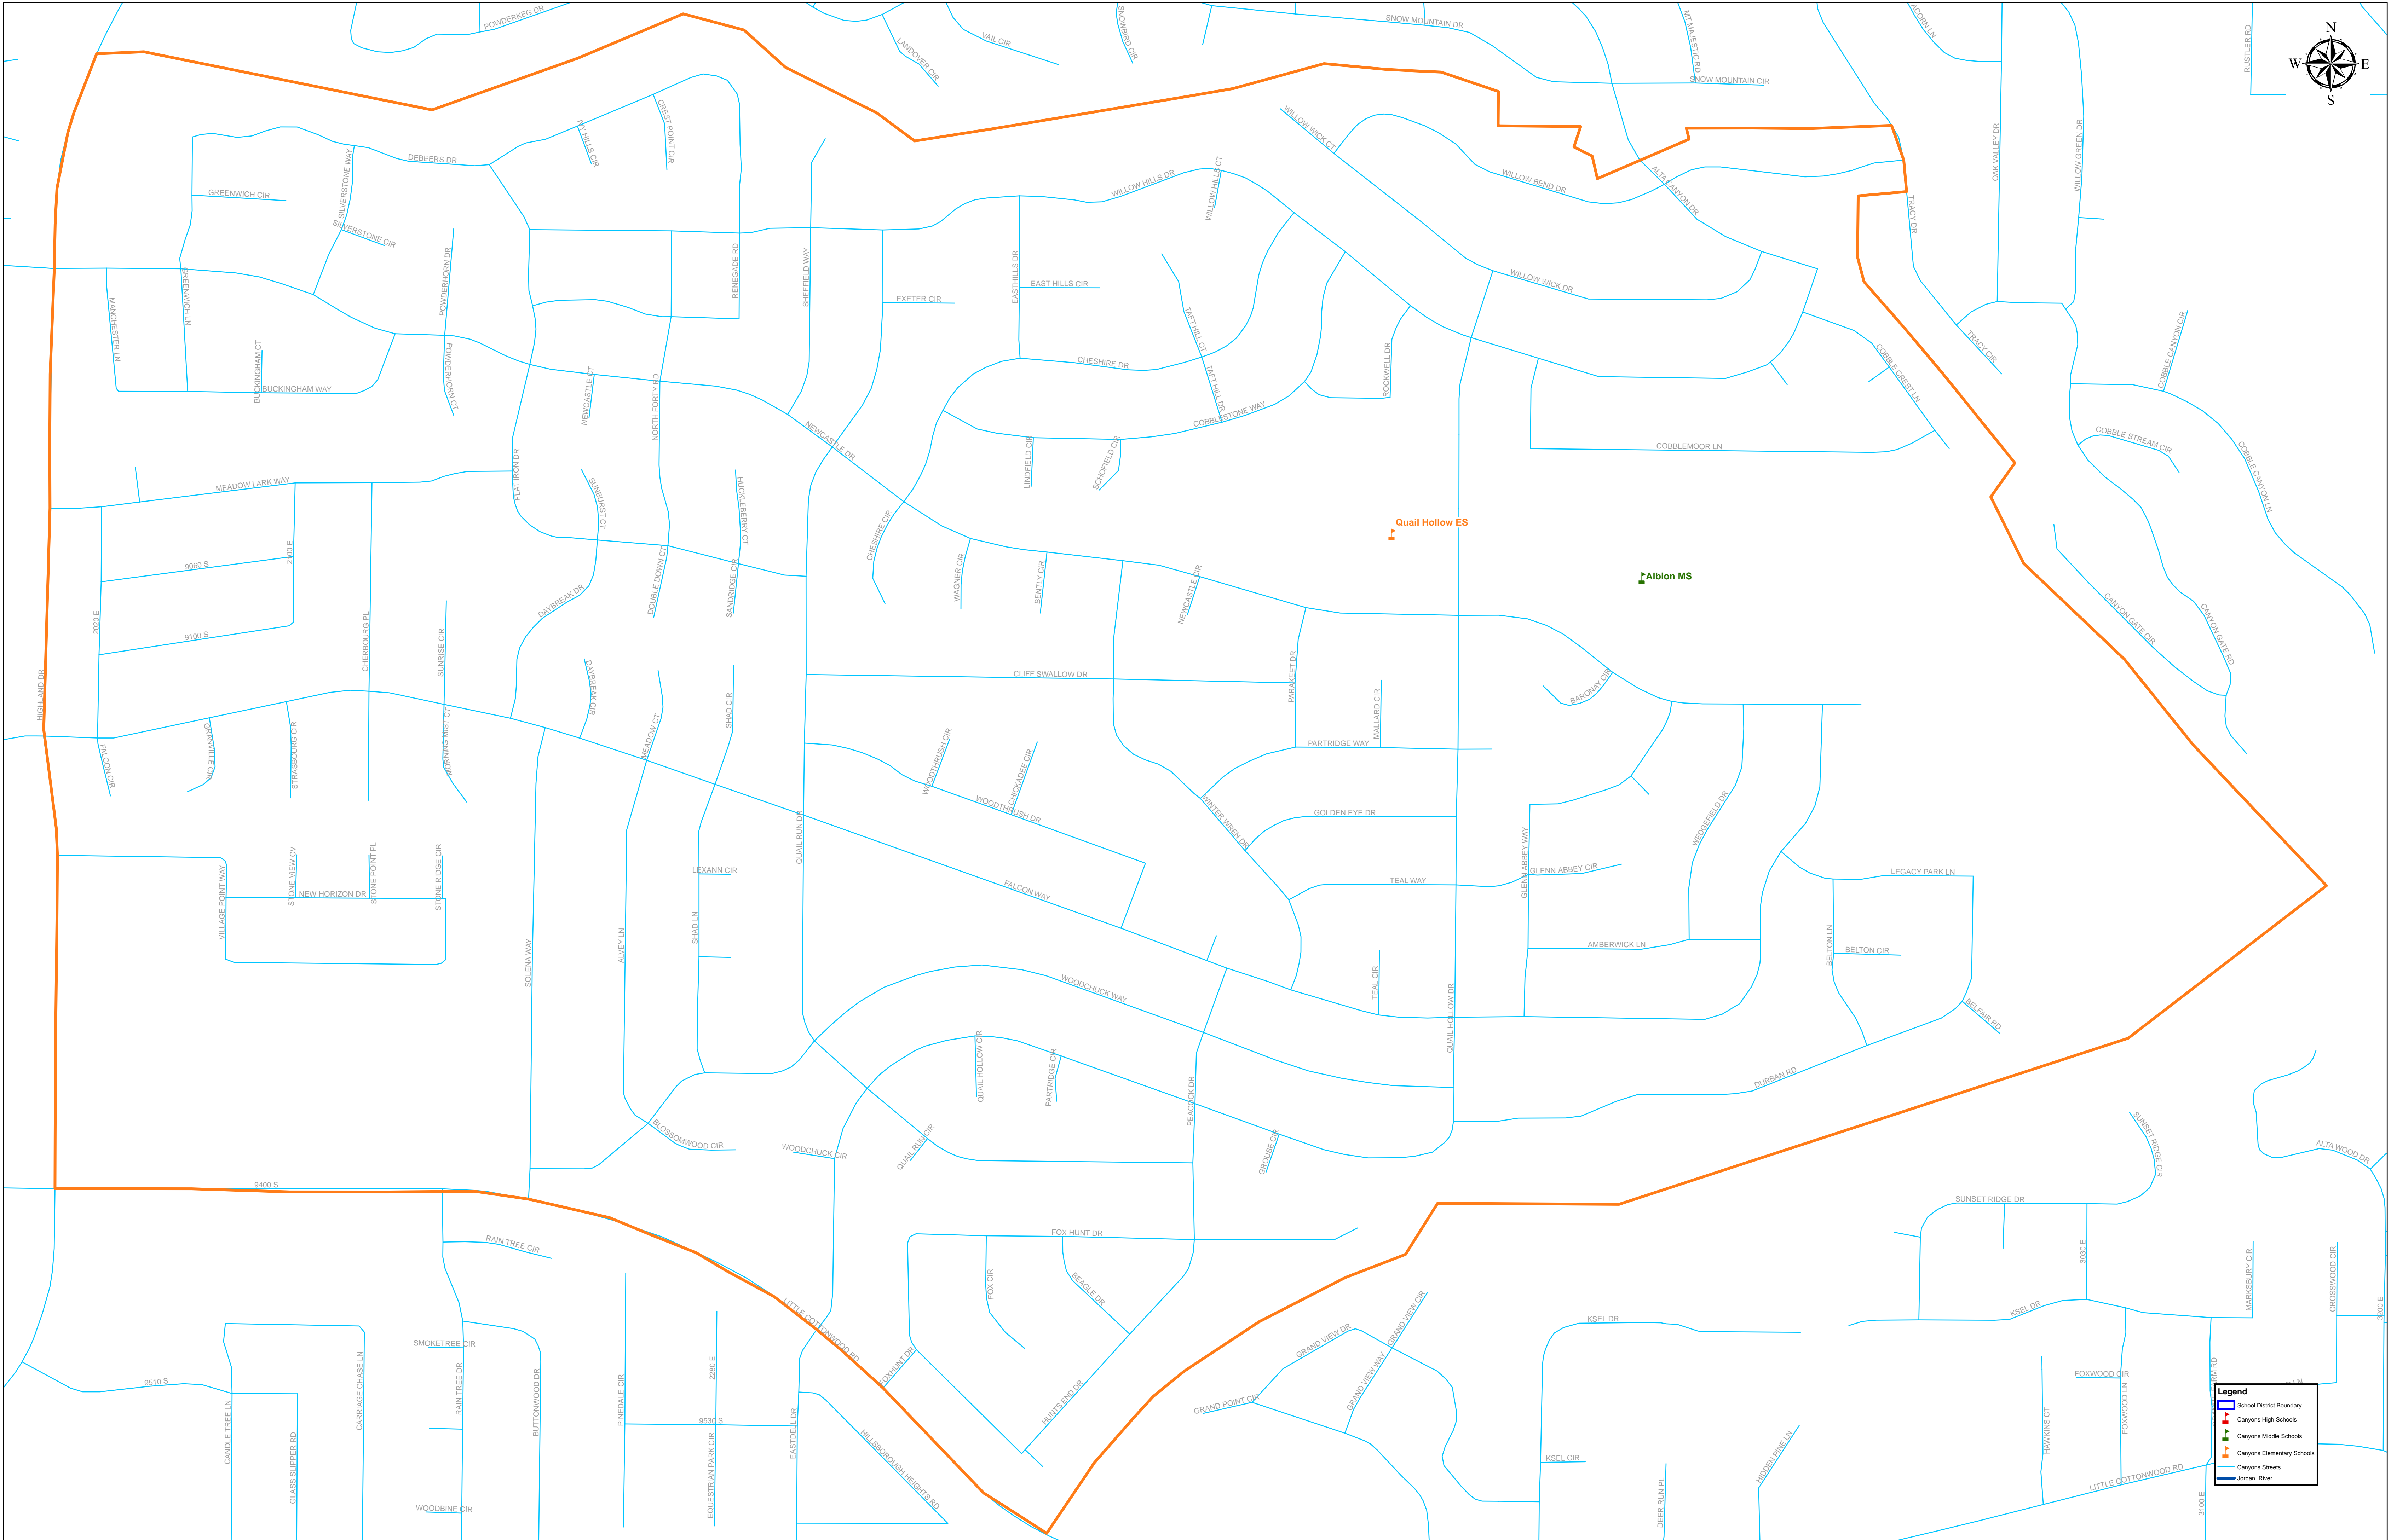 POWDERKEG DR
LANDOVER CIR
VAIL CIR
SNOWBIRD CIR
SNOW MOUNTAIN DR
MT MAJESTIC RD
SNOW MOUNTAIN CIR
ACORN LN
RUSTLER RD
N
W
E
S
IVY HILLS CIR
CREST POINT CIR
DEBEERS DR
SILVERSTONE WAY
GREENWICH CIR
SILVERSTONE CIR
WILLOW WICK CT
WILLOW HILLS DR
WILLOW HILLS CT
WILLOW BEND DR
ALTA CANYON DR
OAK VALLEY DR
WILLOW GREEN DR
TRACY DR
MANCHESTER LN
GREENWICH LN
POWDERHORN DR
RENEGADE RD
SHEFFIELD WAY
EASTHILLS DR
EAST HILLS CIR
EXETER CIR
TAFT HILL CT
WILLOW WICK DR
TRACY CIR
COBBLE CANYON CIR
BUCKINGHAM CT
BUCKINGHAM WAY
POWDERHORN CT
NEWCASTLE CT
NORTH FORTY RD
CHESHIRE DR
TAFT HILL DR
ROCKWELL DR
COBBLE CREST LN
NEWCASTLE DR
COBBLESTONE WAY
LINDFIELD CIR
SCHOFIELD CIR
COBBLEMOOR LN
COBBLE STREAM CIR
COBBLE CANYON LN
MEADOW LARK WAY
FLAT IRON DR
SUNBURST CT
HUCKLEBERRY CT
CHESHIRE CIR
Quail Hollow ES
Albion MS
2100 E
9060 S
2020 E
9100 S
CHERBOURG PL
SUNRISE CIR
DAYBREAK DR
DOUBLE DOWN CT
SANDRIDGE CIR
WAGNER CIR
BENTLY CIR
NEWCASTLE CIR
CANYON GATE CIR
CANYON GATE RD
HIGHLAND DR
FALCON CIR
GRANVILLE CIR
STRASBOURG CIR
MORNING MIST CT
DAYBREAK CIR
MEADOW CT
SHAD CIR
CLIFF SWALLOW DR
PARAKEET DR
MALLARD CIR
PARTRIDGE WAY
BARONAY CIR
WOODTHRUSH CIR
CHICKADEE CIR
WOODTHRUSH DR
WINTER WREN DR
GOLDEN EYE DR
WEDGEFIELD DR
QUAIL RUN DR
VILLAGE POINT WAY
STONE VIEW CV
NEW HORIZON DR
STONE POINT PL
STONE RIDGE CIR
LEXANN CIR
SHAD LN
FALCON WAY
TEAL WAY
GLENN ABBEY WAY
GLENN ABBEY CIR
LEGACY PARK LN
SOLENA WAY
ALVEY LN
AMBERWICK LN
BELTON LN
BELTON CIR
WOODCHUCK WAY
TEAL CIR
QUAIL HOLLOW DR
BELFAIR RD
QUAIL HOLLOW CIR
PARTRIDGE CIR
PEACOCK DR
DURBAN RD
BLOSSOMWOOD CIR
WOODCHUCK CIR
QUAIL RUN CIR
GROUSE CIR
SUNSET RIDGE CIR
ALTA WOOD DR
9400 S
SUNSET RIDGE DR
RAIN TREE CIR
FOX HUNT DR
3030 E
FOX CIR
BEAGLE DR
MARKSBURY CIR
CROSSWOOD CIR
3200 E
LITTLE COTTONWOOD RD
GRAND VIEW DR
GRAND VIEW CIR
KSEL DR
KSEL DR
SMOKETREE CIR
FOXHUNT DR
9510 S
CANDLE TREE LN
CARRIAGE CHASE LN
RAIN TREE DR
BUTTONWOOD DR
PINEDALE CIR
2280 E
9530 S
EASTDELL DR
HUNTS END DR
GRAND POINT CIR
GRAND VIEW WAY
FOXWOOD CIR
FOXWOOD LN
HAWKINS CT
RM RD
LN
GLASS SLIPPER RD
WOODBINE CIR
EQUESTRIAN PARK CIR
HILLSBOROUGH HEIGHTS RD
KSEL CIR
DEER RUN PL
HIDDEN PINE LN
LITTLE COTTONWOOD RD
3100 E
Legend
School District Boundary
Canyons High Schools
Canyons Middle Schools
Canyons Elementary Schools
Canyons Streets
Jordan_River